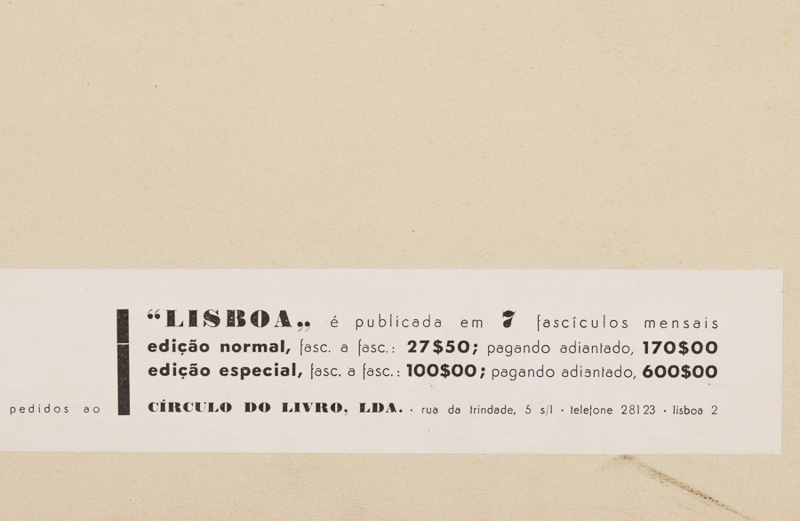 “LISBOA„ é publicada em 7 fascículos mensais
edição normal, fasc. a fasc.: 27$50; pagando adiantado, 170$00
edição especial, fasc. a fasc.: 100$00; pagando adiantado, 600$00
pedidos ao CÍRCULO DO LIVRO, LDA. · rua da trindade, 5 s/l · telefone 28123 · lisboa 2